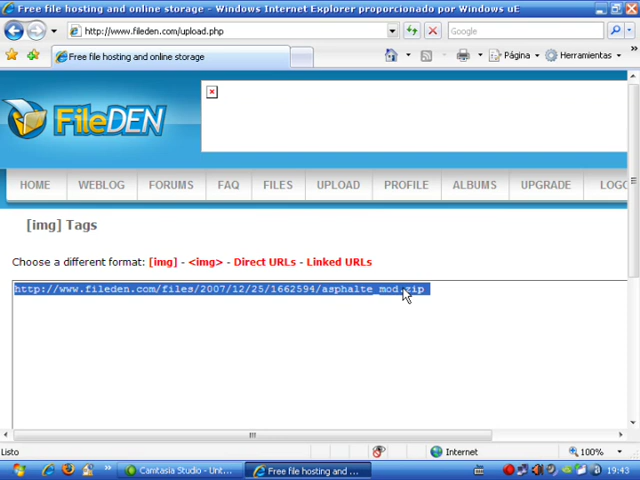 Free file hosting and online storage - Windows Internet Explorer proporcionado por Windows uE
http://www.fileden.com/upload.php
Google
Free file hosting and online storage
Página
Herramientas
FileDEN
HOME WEBLOG FORUMS FAQ FILES UPLOAD PROFILE ALBUMS UPGRADE LOGO
[img] Tags
Choose a different format: [img] - <img> - Direct URLs - Linked URLs
http://www.fileden.com/files/2007/12/25/1662594/asphalte_mod.zip
Listo
Internet
100%
Camtasia Studio - Unt...
Free file hosting and ...
19:43